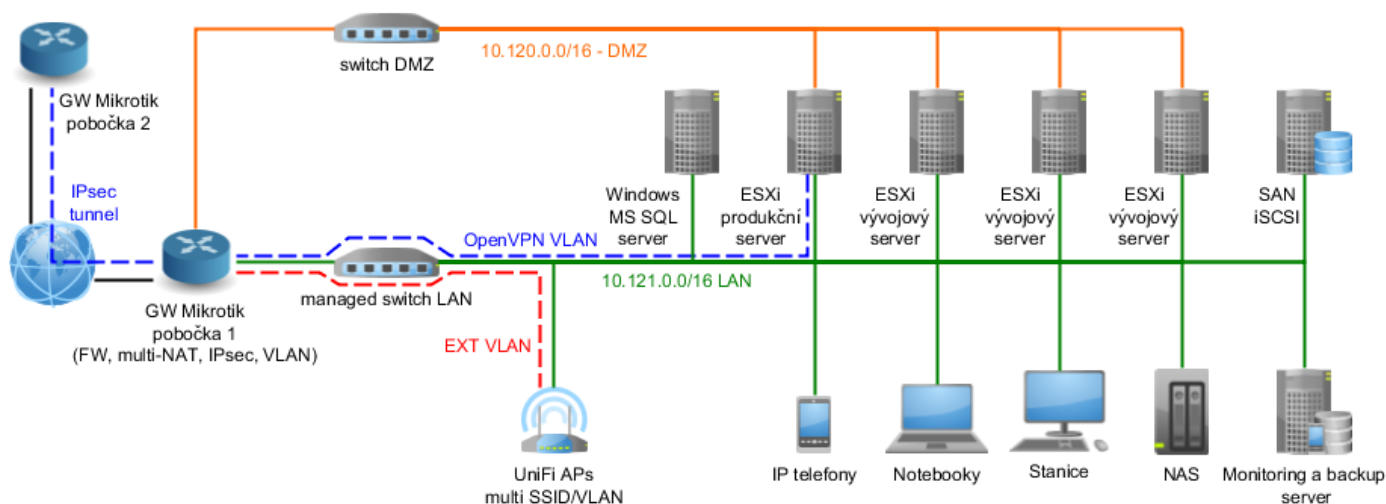 switch DMZ
10.120.0.0/16 - DMZ
GW Mikrotik
pobočka 2
IPsec
tunnel
Windows
MS SQL
server
ESXi
produkční
server
ESXi
vývojový
server
ESXi
vývojový
server
ESXi
vývojový
server
SAN
iSCSI
OpenVPN VLAN
10.121.0.0/16 LAN
managed switch LAN
GW Mikrotik
pobočka 1
(FW, multi-NAT, IPsec, VLAN)
EXT VLAN
UniFi APs
multi SSID/VLAN
IP telefony
Notebooky
Stanice
NAS
Monitoring a backup
server